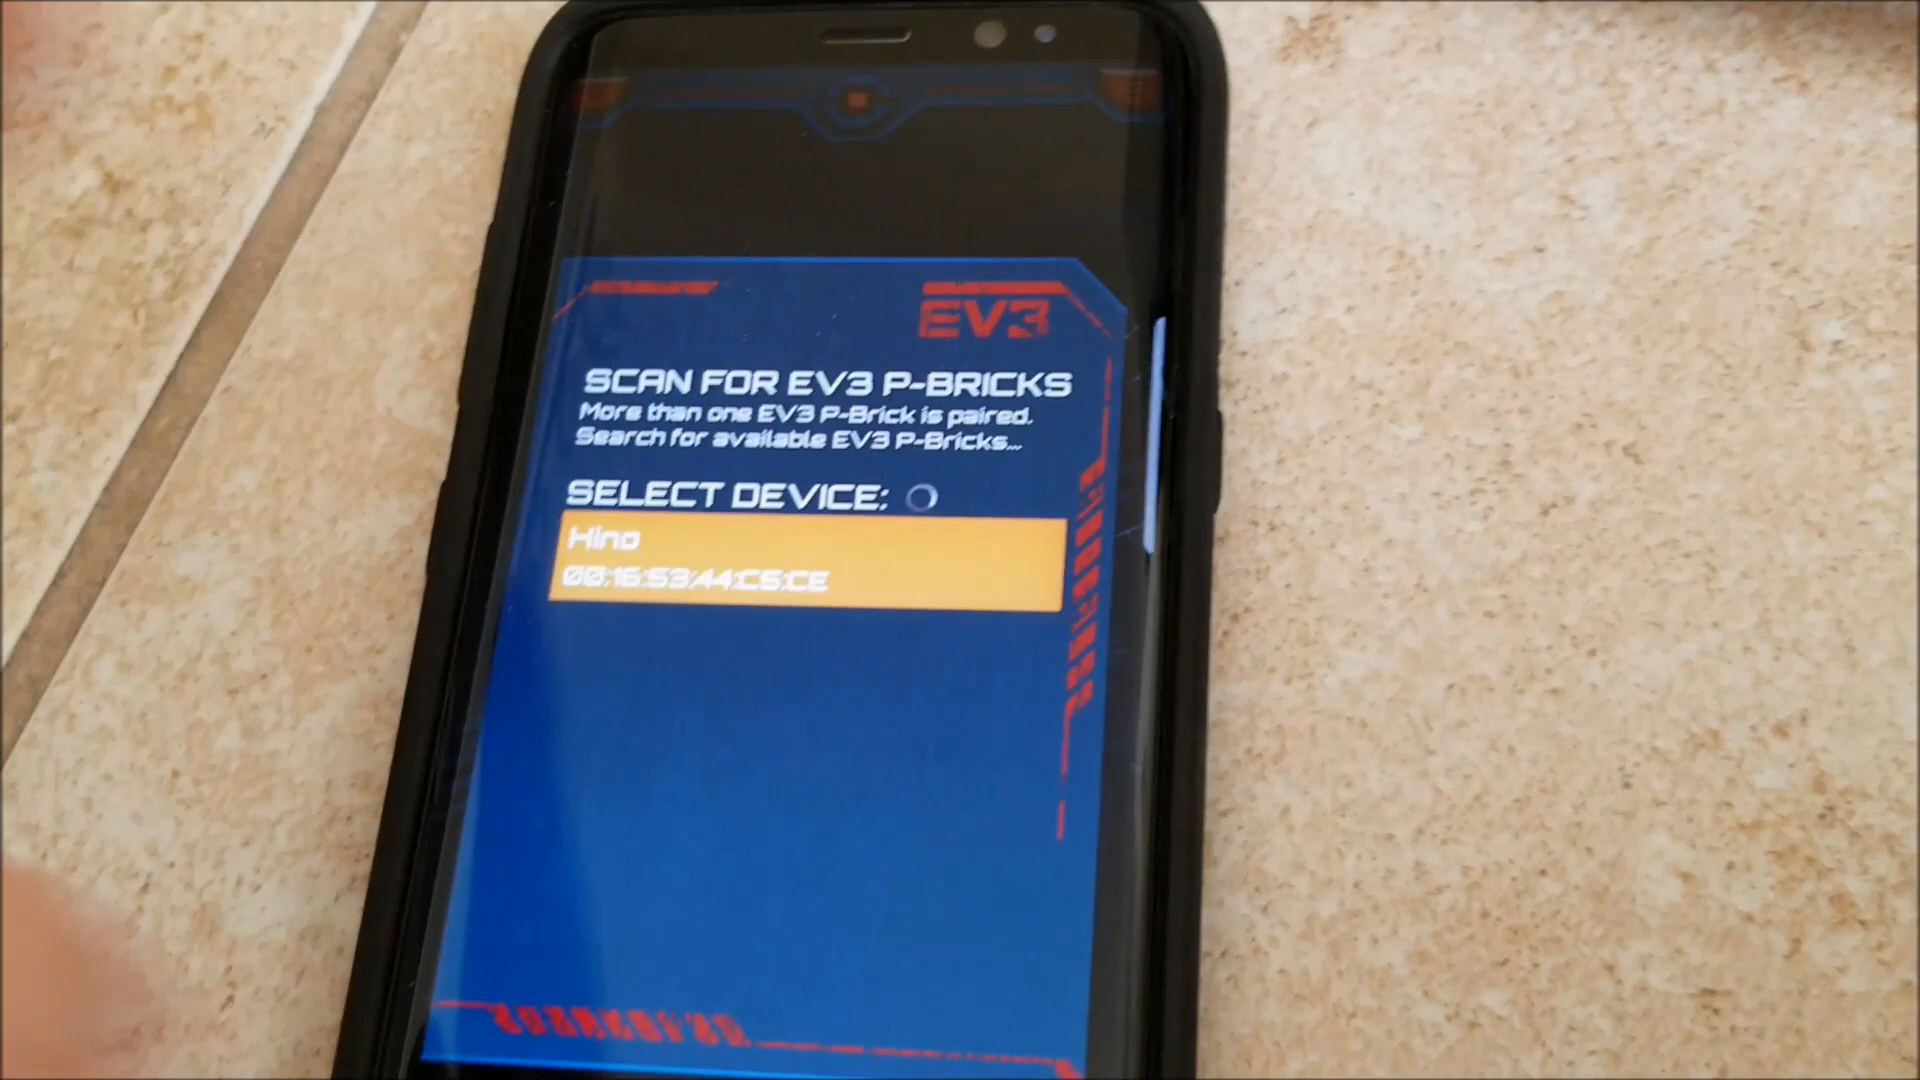 EV3
SCAN FOR EV3 P-BRICKS
More than one EV3 P-Brick is paired.
Search for available EV3 P-Bricks...
SELECT DEVICE:
Hino
00:16:53:44:C5:CE